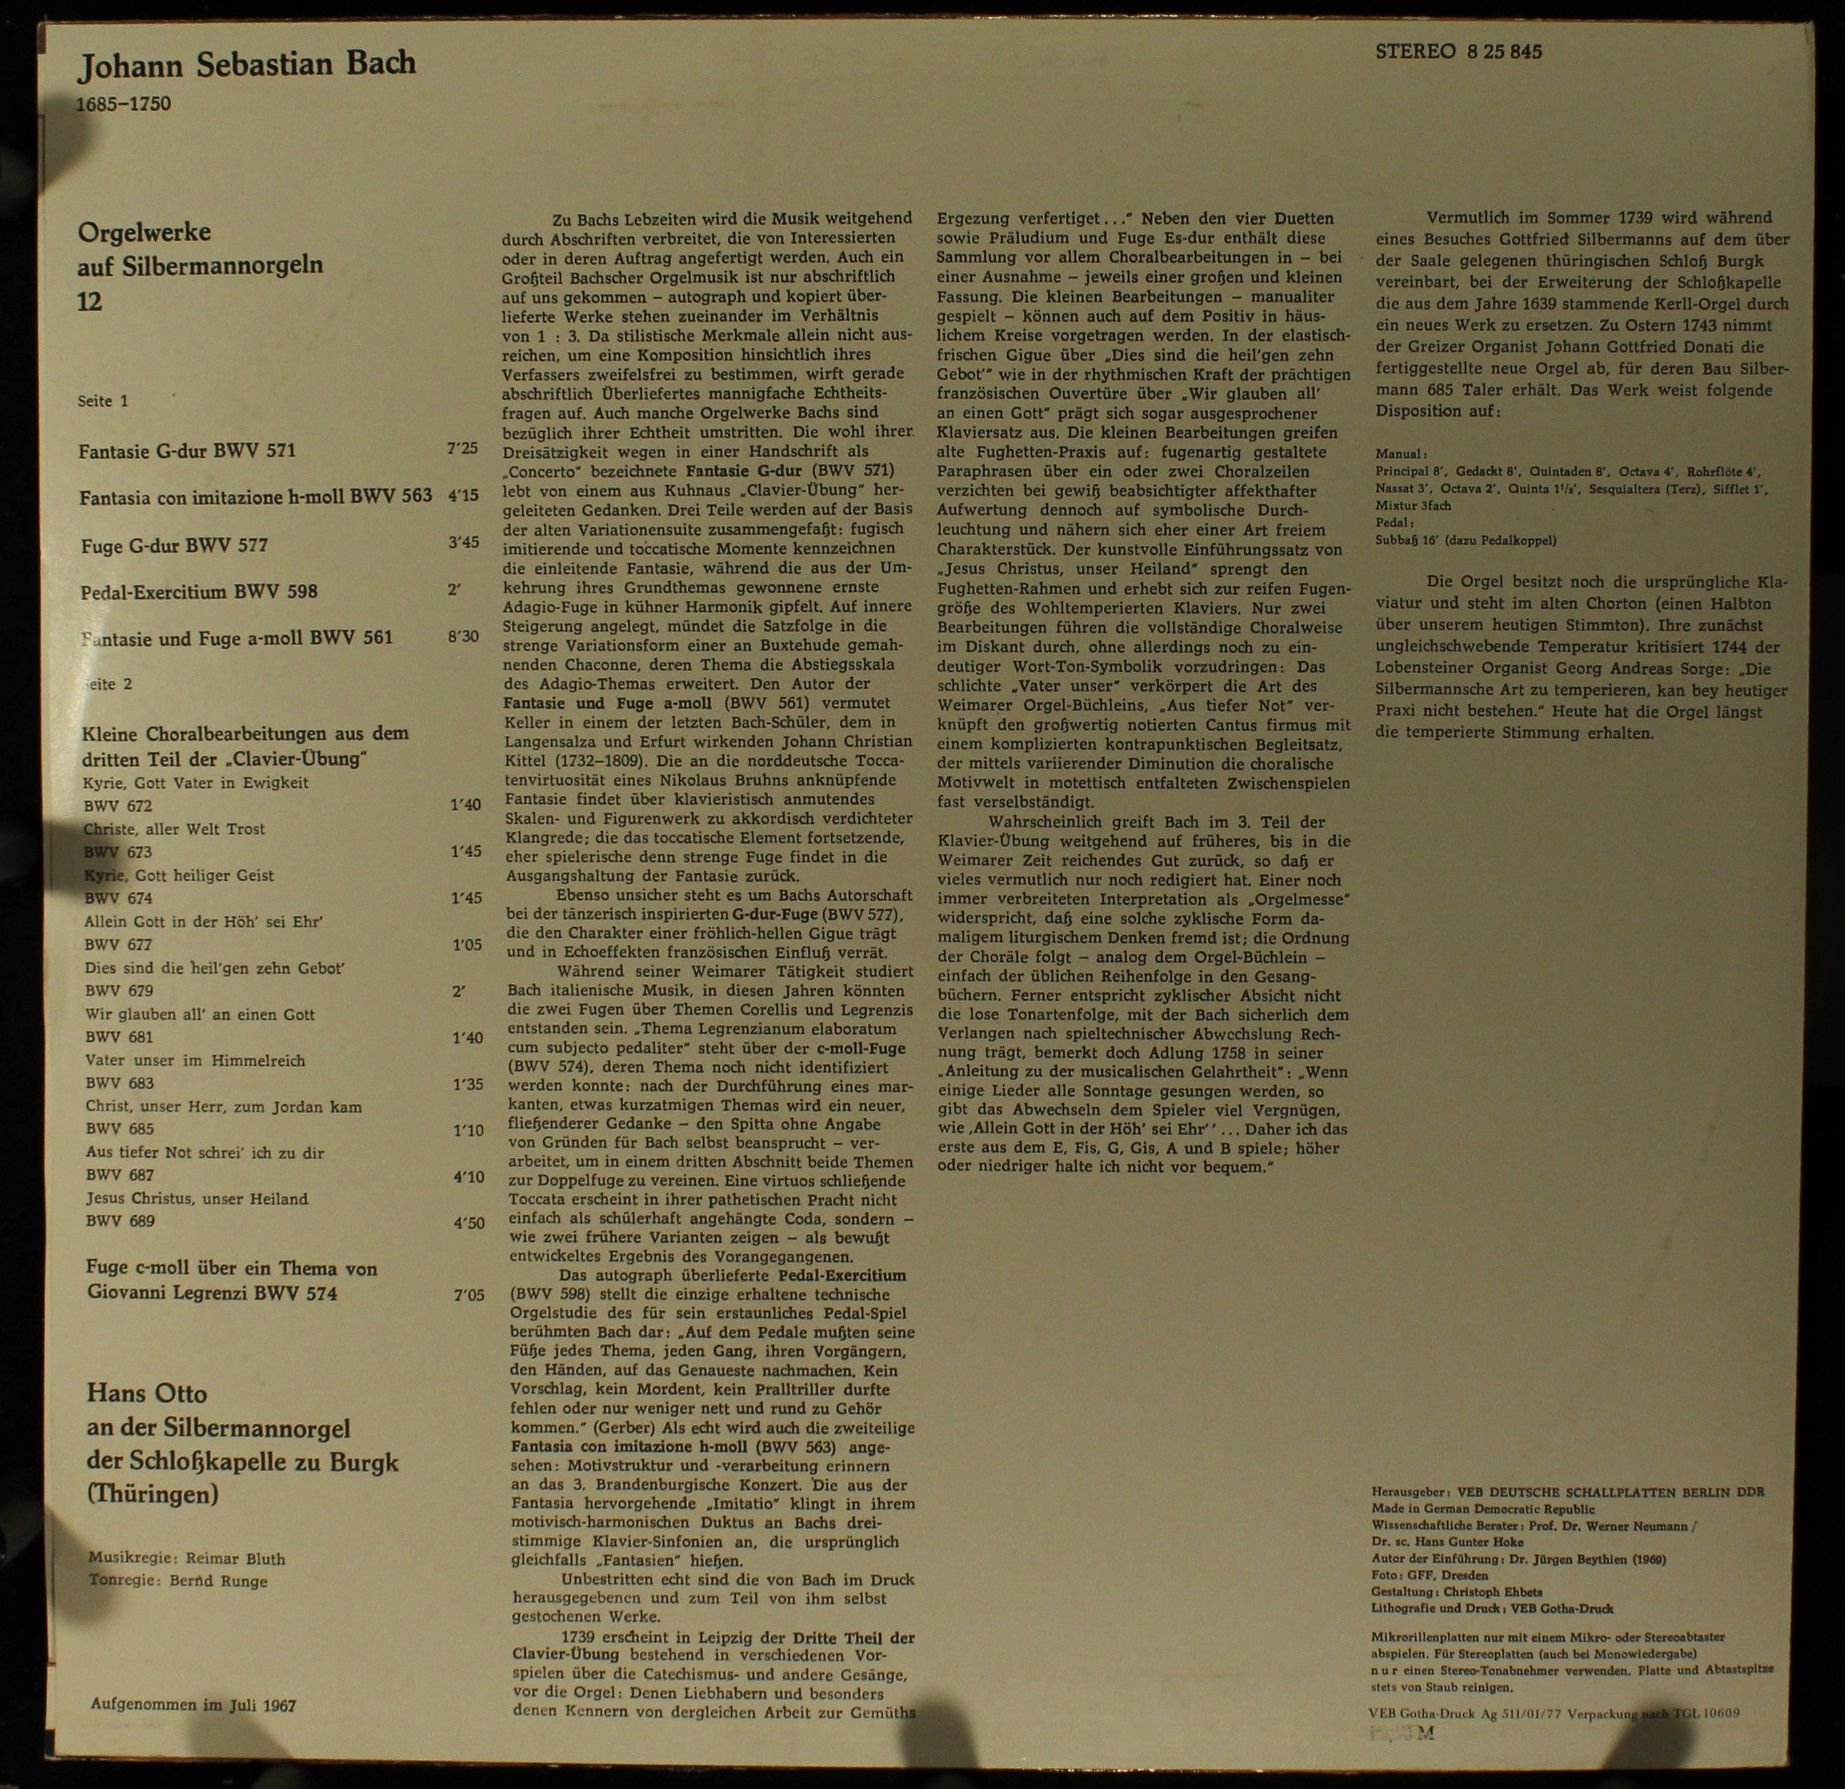 Johann Sebastian Bach
1685–1750
STEREO 8 25 845
Orgelwerke
auf Silbermannorgeln
12
Seite 1
Fantasie G-dur BWV 571 7′25
Fantasia con imitazione h-moll BWV 563 4′15
Fuge G-dur BWV 577 3′45
Pedal-Exercitium BWV 598 2′
Fantasie und Fuge a-moll BWV 561 8′30
Seite 2
Kleine Choralbearbeitungen aus dem
dritten Teil der „Clavier-Übung“
Kyrie, Gott Vater in Ewigkeit
BWV 672 1′40
Christe, aller Welt Trost
BWV 673 1′45
Kyrie, Gott heiliger Geist
BWV 674 1′45
Allein Gott in der Höh’ sei Ehr’
BWV 677 1′05
Dies sind die heil’gen zehn Gebot’
BWV 679 2′
Wir glauben all’ an einen Gott
BWV 681 1′40
Vater unser im Himmelreich
BWV 683 1′35
Christ, unser Herr, zum Jordan kam
BWV 685 1′10
Aus tiefer Not schrei’ ich zu dir
BWV 687 4′10
Jesus Christus, unser Heiland
BWV 689 4′50
Fuge c-moll über ein Thema von
Giovanni Legrenzi BWV 574 7′05
Hans Otto
an der Silbermannorgel
der Schloßkapelle zu Burgk
(Thüringen)
Musikregie: Reimar Bluth
Tonregie: Bernd Runge
Aufgenommen im Juli 1967
Zu Bachs Lebzeiten wird die Musik weitgehend
durch Abschriften verbreitet, die von Interessierten
oder in deren Auftrag angefertigt werden. Auch ein
Großteil Bachscher Orgelmusik ist nur abschriftlich
auf uns gekommen – autograph und kopiert über-
lieferte Werke stehen zueinander im Verhältnis
von 1 : 3. Da stilistische Merkmale allein nicht aus-
reichen, um eine Komposition hinsichtlich ihres
Verfassers zweifelsfrei zu bestimmen, wirft gerade
abschriftlich Überliefertes mannigfache Echtheits-
fragen auf. Auch manche Orgelwerke Bachs sind
bezüglich ihrer Echtheit umstritten. Die wohl ihrer
Dreisätzigkeit wegen in einer Handschrift als
„Concerto“ bezeichnete Fantasie G-dur (BWV 571)
lebt von einem aus Kuhnaus „Clavier-Übung“ her-
geleiteten Gedanken. Drei Teile werden auf der Basis
der alten Variationensuite zusammengefaßt: fugisch
imitierende und toccatische Momente kennzeichnen
die einleitende Fantasie, während die aus der Um-
kehrung ihres Grundthemas gewonnene ernste
Adagio-Fuge in kühner Harmonik gipfelt. Auf innere
Steigerung angelegt, mündet die Satzfolge in die
strenge Variationsform einer an Buxtehude gemah-
nenden Chaconne, deren Thema die Abstiegsskala
des Adagio-Themas erweitert. Den Autor der
Fantasie und Fuge a-moll (BWV 561) vermutet
Keller in einem der letzten Bach-Schüler, dem in
Langensalza und Erfurt wirkenden Johann Christian
Kittel (1732–1809). Die an die norddeutsche Tocca-
tenvirtuosität eines Nikolaus Bruhns anknüpfende
Fantasie findet über klavieristisch anmutendes
Skalen- und Figurenwerk zu akkordisch verdichteter
Klangrede; die das toccatische Element fortsetzende,
eher spielerische denn strenge Fuge findet in die
Ausgangshaltung der Fantasie zurück.
Ebenso unsicher steht es um Bachs Autorschaft
bei der tänzerisch inspirierten G-dur-Fuge (BWV 577),
die den Charakter einer fröhlich-hellen Gigue trägt
und in Echoeffekten französischen Einfluß verrät.
Während seiner Weimarer Tätigkeit studiert
Bach italienische Musik, in diesen Jahren könnten
die zwei Fugen über Themen Corellis und Legrenzis
entstanden sein. „Thema Legrenzianum elaboratum
cum subjecto pedaliter“ steht über der c-moll-Fuge
(BWV 574), deren Thema noch nicht identifiziert
werden konnte: nach der Durchführung eines mar-
kanten, etwas kurzatmigen Themas wird ein neuer,
fließenderer Gedanke – den Spitta ohne Angabe
von Gründen für Bach selbst beansprucht – ver-
arbeitet, um in einem dritten Abschnitt beide Themen
zur Doppelfuge zu vereinen. Eine virtuos schließende
Toccata erscheint in ihrer pathetischen Pracht nicht
einfach als schülerhaft angehängte Coda, sondern –
wie zwei frühere Varianten zeigen – als bewußt
entwickeltes Ergebnis des Vorangegangenen.
Das autograph überlieferte Pedal-Exercitium
(BWV 598) stellt die einzige erhaltene technische
Orgelstudie des für sein erstaunliches Pedal-Spiel
berühmten Bach dar: „Auf dem Pedale mußten seine
Füße jedes Thema, jeden Gang, ihren Vorgängern,
den Händen, auf das Genaueste nachmachen. Kein
Vorschlag, kein Mordent, kein Pralltriller durfte
fehlen oder nur weniger nett und rund zu Gehör
kommen.“ (Gerber) Als echt wird auch die zweiteilige
Fantasia con imitazione h-moll (BWV 563) ange-
sehen: Motivstruktur und -verarbeitung erinnern
an das 3. Brandenburgische Konzert. Die aus der
Fantasia hervorgehende „Imitatio“ klingt in ihrem
motivisch-harmonischen Duktus an Bachs drei-
stimmige Klavier-Sinfonien an, die ursprünglich
gleichfalls „Fantasien“ hießen.
Unbestritten echt sind die von Bach im Druck
herausgegebenen und zum Teil von ihm selbst
gestochenen Werke.
1739 erscheint in Leipzig der Dritte Theil der
Clavier-Übung bestehend in verschiedenen Vor-
spielen über die Catechismus- und andere Gesänge,
vor die Orgel: Denen Liebhabern und besonders
denen Kennern von dergleichen Arbeit zur Gemüths
Ergezung verfertiget . . .“ Neben den vier Duetten
sowie Präludium und Fuge Es-dur enthält diese
Sammlung vor allem Choralbearbeitungen in – bei
einer Ausnahme – jeweils einer großen und kleinen
Fassung. Die kleinen Bearbeitungen – manualiter
gespielt – können auch auf dem Positiv in häus-
lichem Kreise vorgetragen werden. In der elastisch-
frischen Gigue über „Dies sind die heil’gen zehn
Gebot’“ wie in der rhythmischen Kraft der prächtigen
französischen Ouvertüre über „Wir glauben all’
an einen Gott“ prägt sich sogar ausgesprochener
Klaviersatz aus. Die kleinen Bearbeitungen greifen
alte Fughetten-Praxis auf: fugenartig gestaltete
Paraphrasen über ein oder zwei Choralzeilen
verzichten bei gewiß beabsichtigter affekthafter
Aufwertung dennoch auf symbolische Durch-
leuchtung und nähern sich eher einer Art freiem
Charakterstück. Der kunstvolle Einführungssatz von
„Jesus Christus, unser Heiland“ sprengt den
Fughetten-Rahmen und erhebt sich zur reifen Fugen-
größe des Wohltemperierten Klaviers. Nur zwei
Bearbeitungen führen die vollständige Choralweise
im Diskant durch, ohne allerdings noch zu ein-
deutiger Wort-Ton-Symbolik vorzudringen: Das
schlichte „Vater unser“ verkörpert die Art des
Weimarer Orgel-Büchleins, „Aus tiefer Not“ ver-
knüpft den großwertig notierten Cantus firmus mit
einem komplizierten kontrapunktischen Begleitsatz,
der mittels variierender Diminution die choralische
Motivwelt in motettisch entfalteten Zwischenspielen
fast verselbständigt.
Wahrscheinlich greift Bach im 3. Teil der
Klavier-Übung weitgehend auf früheres, bis in die
Weimarer Zeit reichendes Gut zurück, so daß er
vieles vermutlich nur noch redigiert hat. Einer noch
immer verbreiteten Interpretation als „Orgelmesse“
widerspricht, daß eine solche zyklische Form da-
maligem liturgischem Denken fremd ist; die Ordnung
der Choräle folgt – analog dem Orgel-Büchlein –
einfach der üblichen Reihenfolge in den Gesang-
büchern. Ferner entspricht zyklischer Absicht nicht
die lose Tonartenfolge, mit der Bach sicherlich dem
Verlangen nach spieltechnischer Abwechslung Rech-
nung trägt, bemerkt doch Adlung 1758 in seiner
„Anleitung zu der musicalischen Gelahrtheit“: „Wenn
einige Lieder alle Sonntage gesungen werden, so
gibt das Abwechseln dem Spieler viel Vergnügen,
wie ‚Allein Gott in der Höh’ sei Ehr’’ . . . Daher ich das
erste aus dem E, Fis, G, Gis, A und B spiele; höher
oder niedriger halte ich nicht vor bequem.“
Vermutlich im Sommer 1739 wird während
eines Besuches Gottfried Silbermanns auf dem über
der Saale gelegenen thüringischen Schloß Burgk
vereinbart, bei der Erweiterung der Schloßkapelle
die aus dem Jahre 1639 stammende Kerll-Orgel durch
ein neues Werk zu ersetzen. Zu Ostern 1743 nimmt
der Greizer Organist Johann Gottfried Donati die
fertiggestellte neue Orgel ab, für deren Bau Silber-
mann 685 Taler erhält. Das Werk weist folgende
Disposition auf:
Manual:
Principal 8′, Gedackt 8′, Quintaden 8′, Octava 4′, Rohrflöte 4′,
Nassat 3′, Octava 2′, Quinta 1¹/₂′, Sesquialtera (Terz), Sifflet 1′,
Mixtur 3fach
Pedal:
Subbaß 16′ (dazu Pedalkoppel)
Die Orgel besitzt noch die ursprüngliche Kla-
viatur und steht im alten Chorton (einen Halbton
über unserem heutigen Stimmton). Ihre zunächst
ungleichschwebende Temperatur kritisiert 1744 der
Lobensteiner Organist Georg Andreas Sorge: „Die
Silbermannsche Art zu temperieren, kan bey heutiger
Praxi nicht bestehen.“ Heute hat die Orgel längst
die temperierte Stimmung erhalten.
Herausgeber: VEB DEUTSCHE SCHALLPLATTEN BERLIN DDR
Made in German Democratic Republic
Wissenschaftliche Berater: Prof. Dr. Werner Neumann /
Dr. sc. Hans Gunter Hoke
Autor der Einführung: Dr. Jürgen Beythien (1969)
Foto: GFF, Dresden
Gestaltung: Christoph Ehbets
Lithografie und Druck: VEB Gotha-Druck
Mikrorillenplatten nur mit einem Mikro- oder Stereoabtaster
abspielen. Für Stereoplatten (auch bei Monowiedergabe)
nur einen Stereo-Tonabnehmer verwenden. Platte und Abtastspitze
stets von Staub reinigen.
VEB Gotha-Druck Ag 511/01/77 Verpackung nach TGL 10609
M